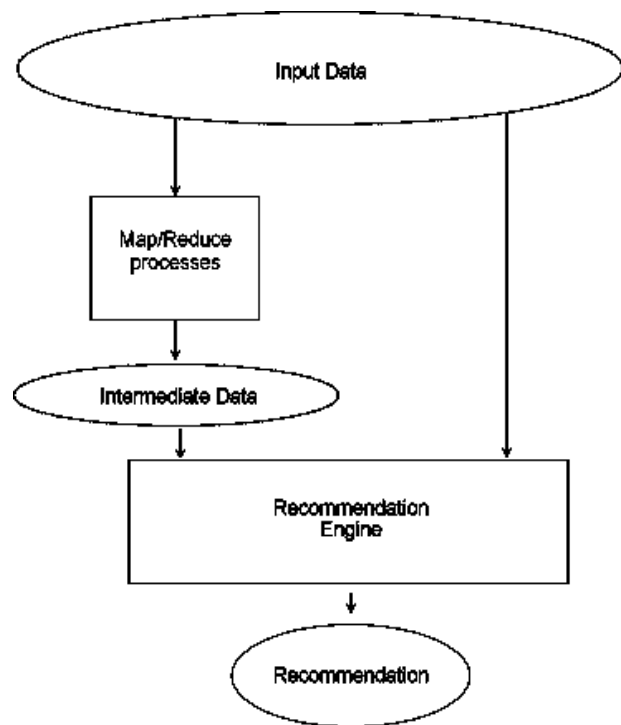 Input Data
Map/Reduce
processes
Intermediate Data
Recommendation
Engine
Recommendation